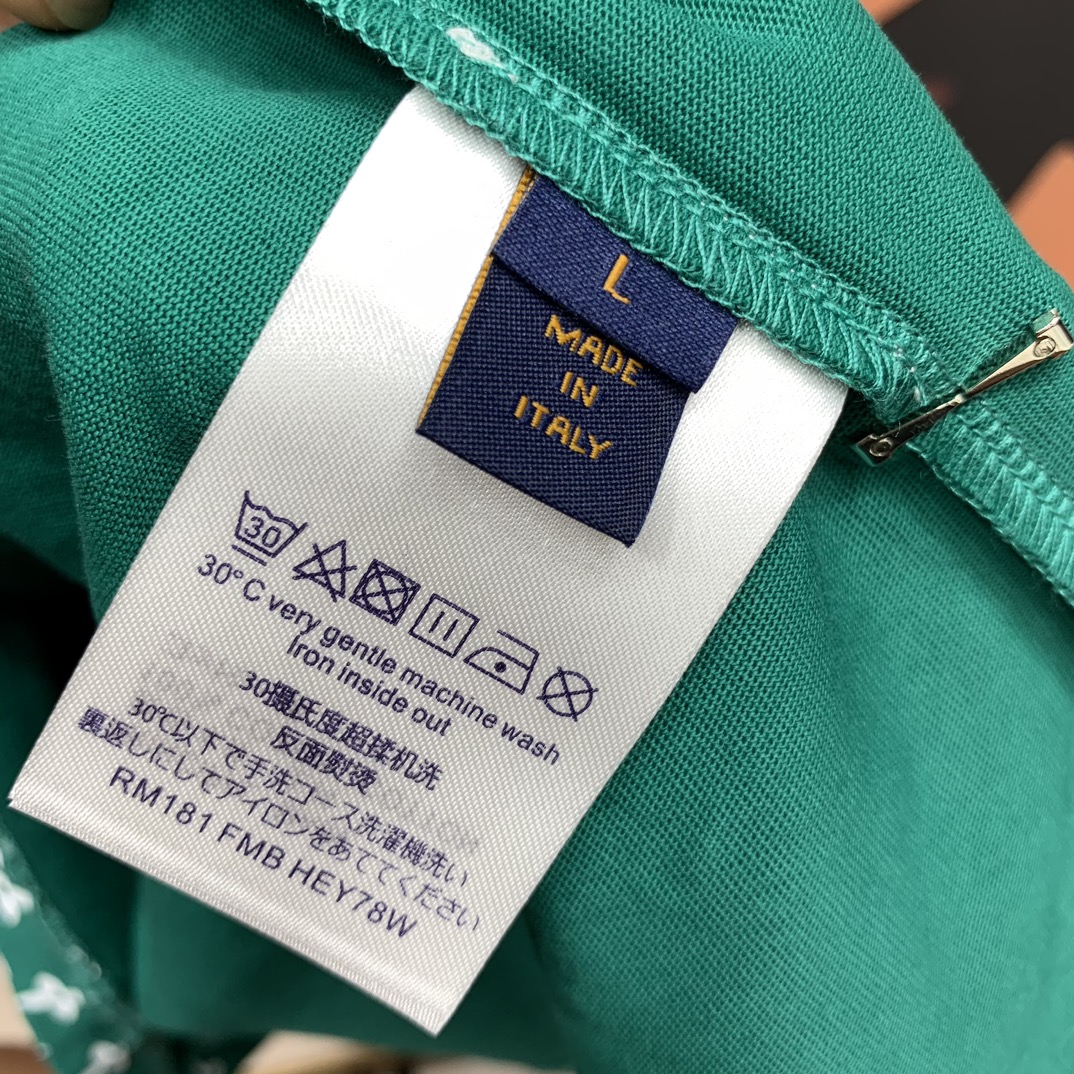 L
MADE
IN
ITALY
30
30°C very gentle machine wash
Iron inside out
30摄氏度超揉机洗
反面熨烫
30℃以下で手洗コース洗濯機洗い
裏返しにしてアイロンをあててください
RM181 FMB HEY78W